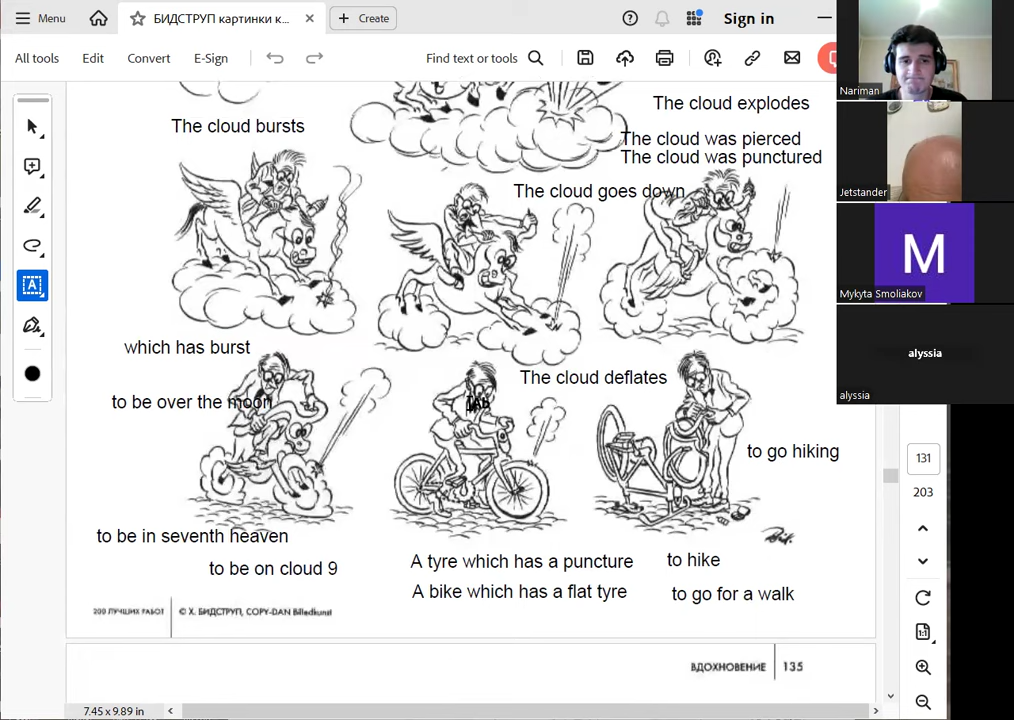 Menu
БИДСТРУП картинки к...
Create
Sign in
All tools
Edit
Convert
E-Sign
Find text or tools
Nariman
Jetstander
M
Mykyta Smoliakov
alyssia
alyssia
The cloud bursts
The cloud explodes
The cloud was pierced
The cloud was punctured
The cloud goes down
which has burst
to be over the moon
The cloud deflates
to go hiking
to be in seventh heaven
to be on cloud 9
A tyre which has a puncture
A bike which has a flat tyre
to hike
to go for a walk
200 ЛУЧШИХ РАБОТ
© Х. БИДСТРУП, COPY-DAN Billedkunst
ВДОХНОВЕНИЕ
135
131
203
1:1
7.45 x 9.89 in